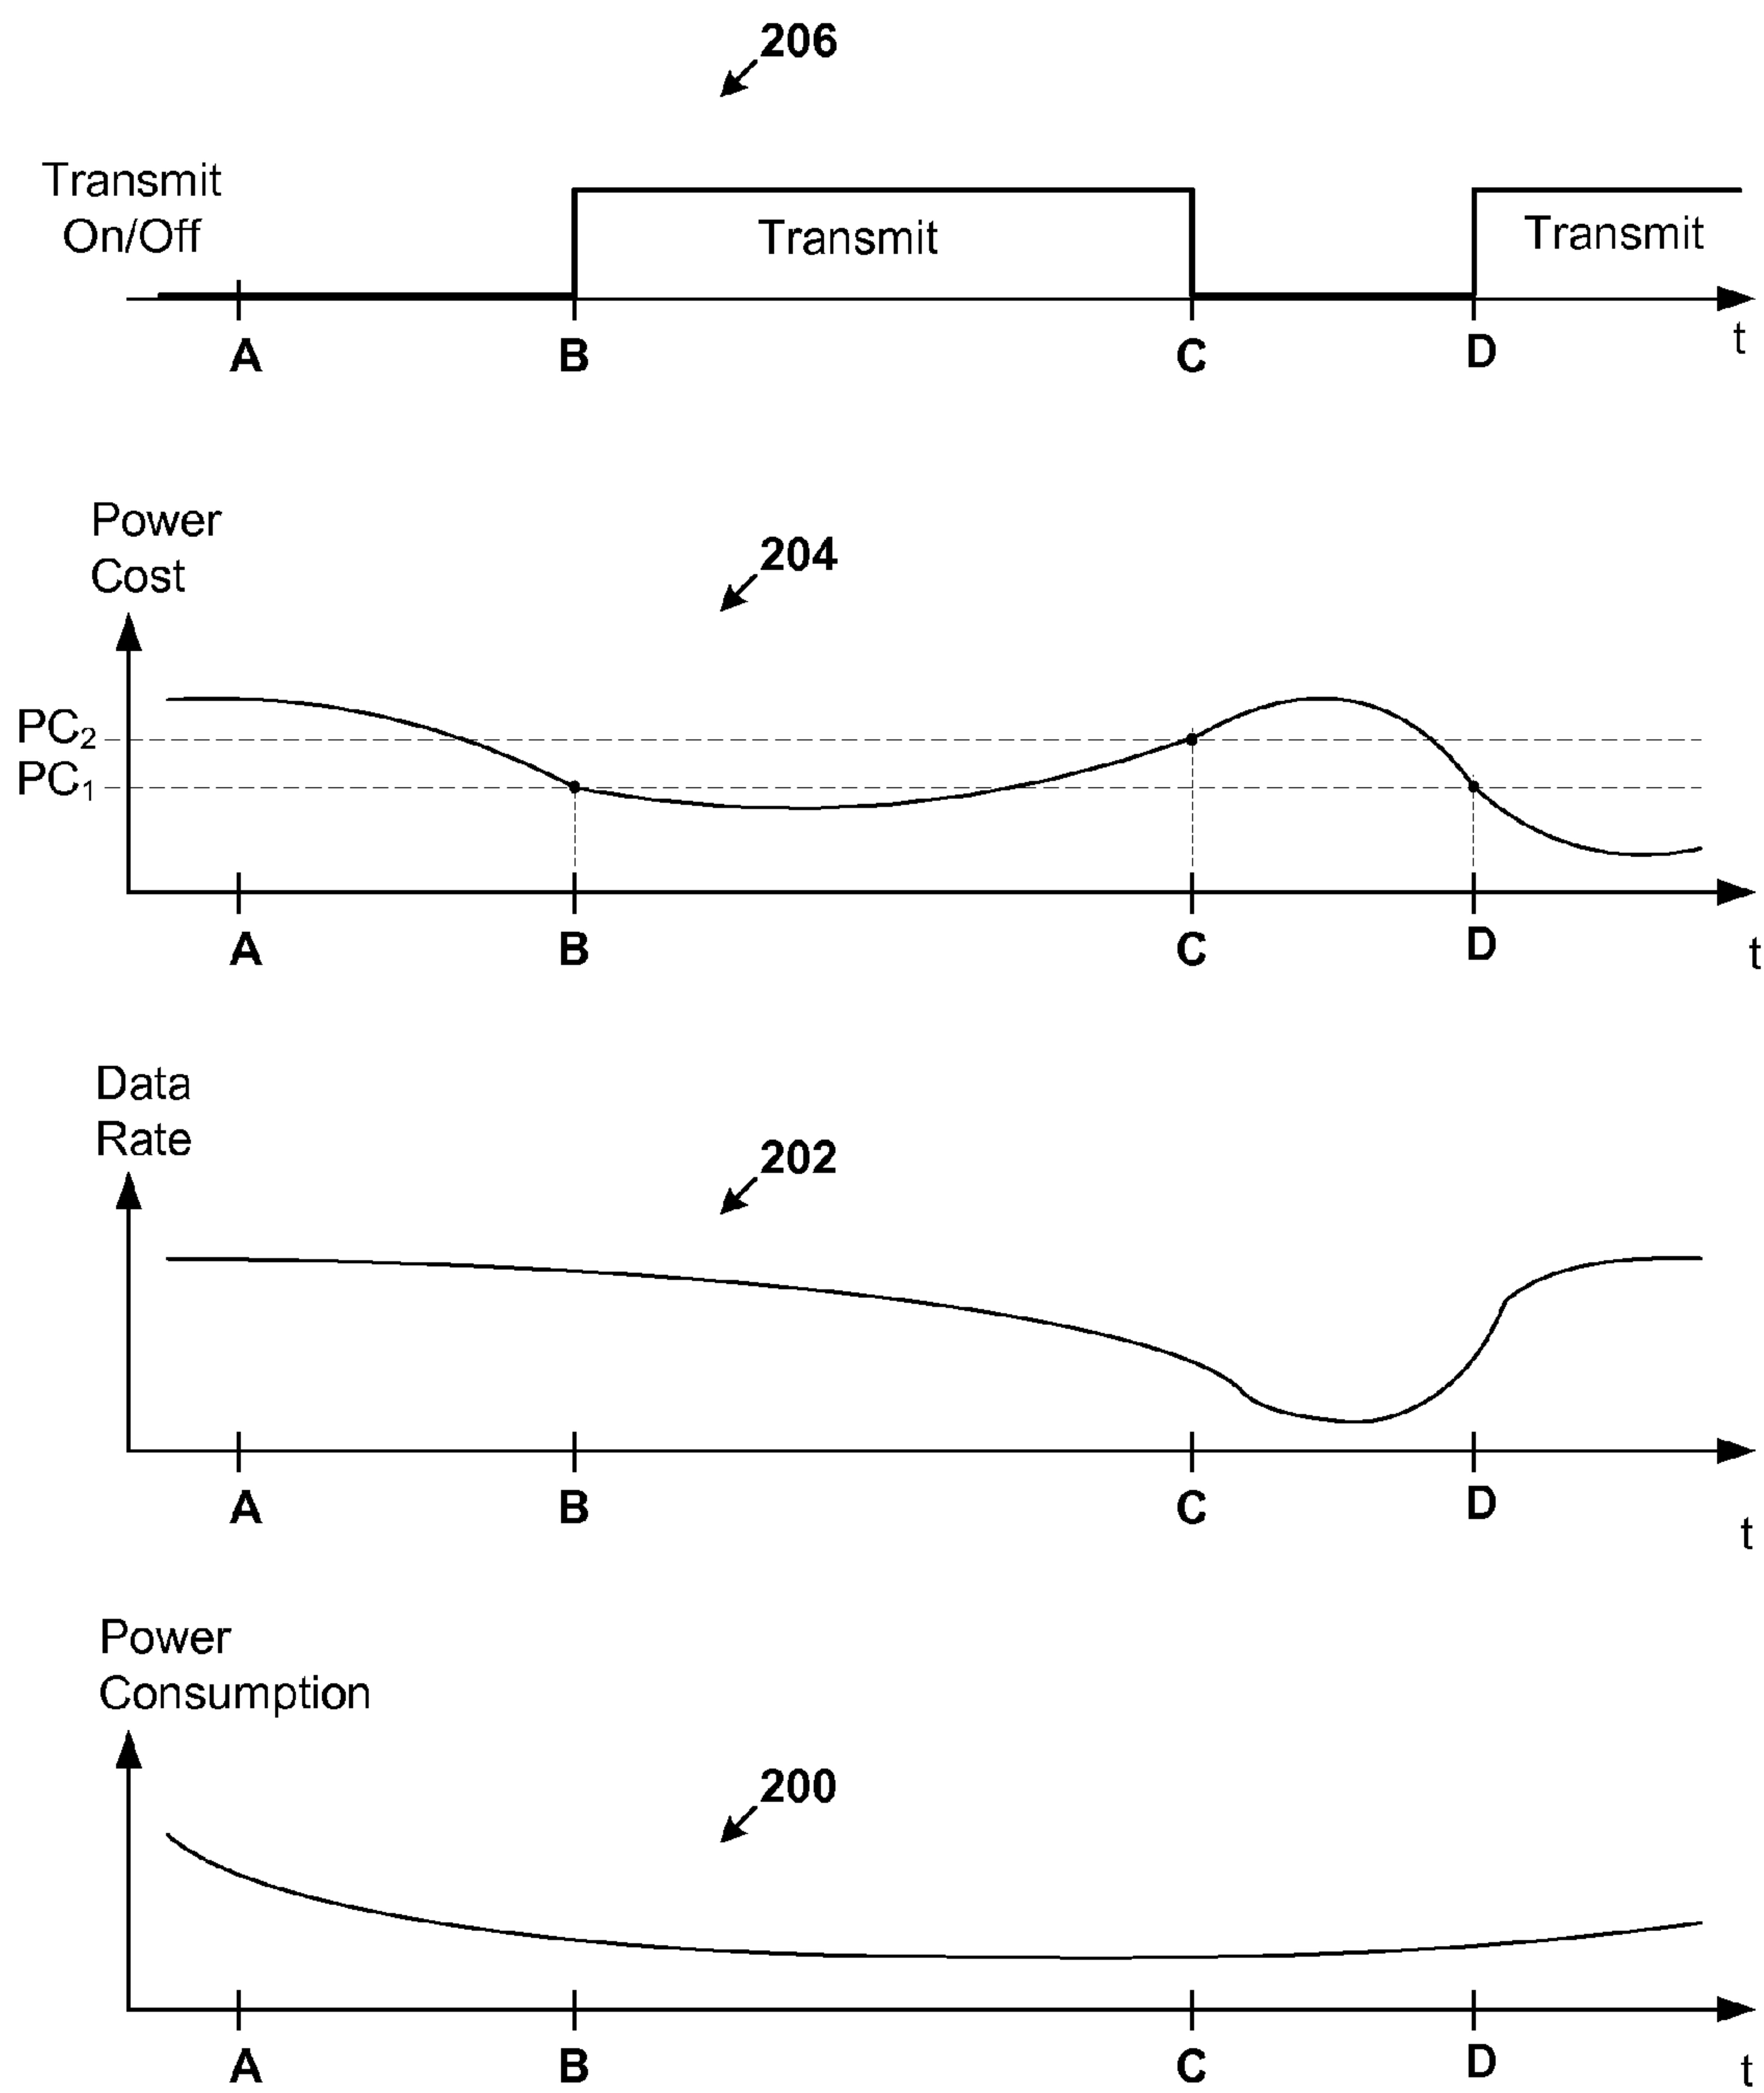 206
Transmit
On/Off
Transmit
Transmit
A B C D t
Power
Cost
204
PC₂
PC₁
A B C D t
Data
Rate
202
A B C D t
Power
Consumption
200
A B C D t